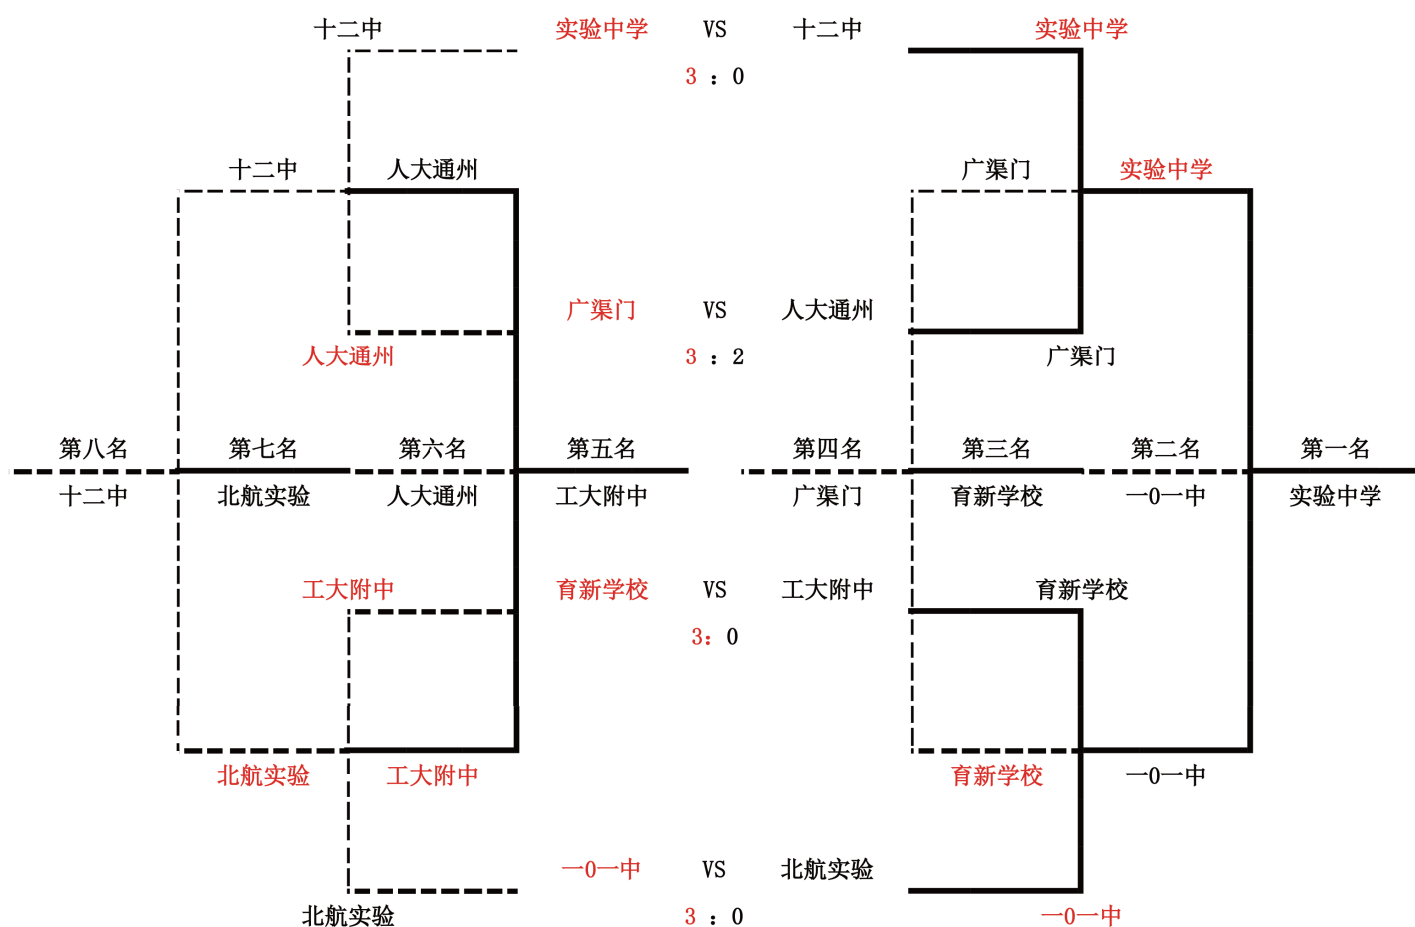 十二中 实验中学 VS 十二中 实验中学
3 : 0
十二中 人大通州 广渠门 实验中学
广渠门 VS 人大通州
人大通州 3 : 2 广渠门
第八名 第七名 第六名 第五名 第四名 第三名 第二名 第一名
十二中 北航实验 人大通州 工大附中 广渠门 育新学校 一0一中 实验中学
工大附中 育新学校 VS 工大附中 育新学校
3: 0
北航实验 工大附中 育新学校 一0一中
一0一中 VS 北航实验
北航实验 3 : 0 一0一中